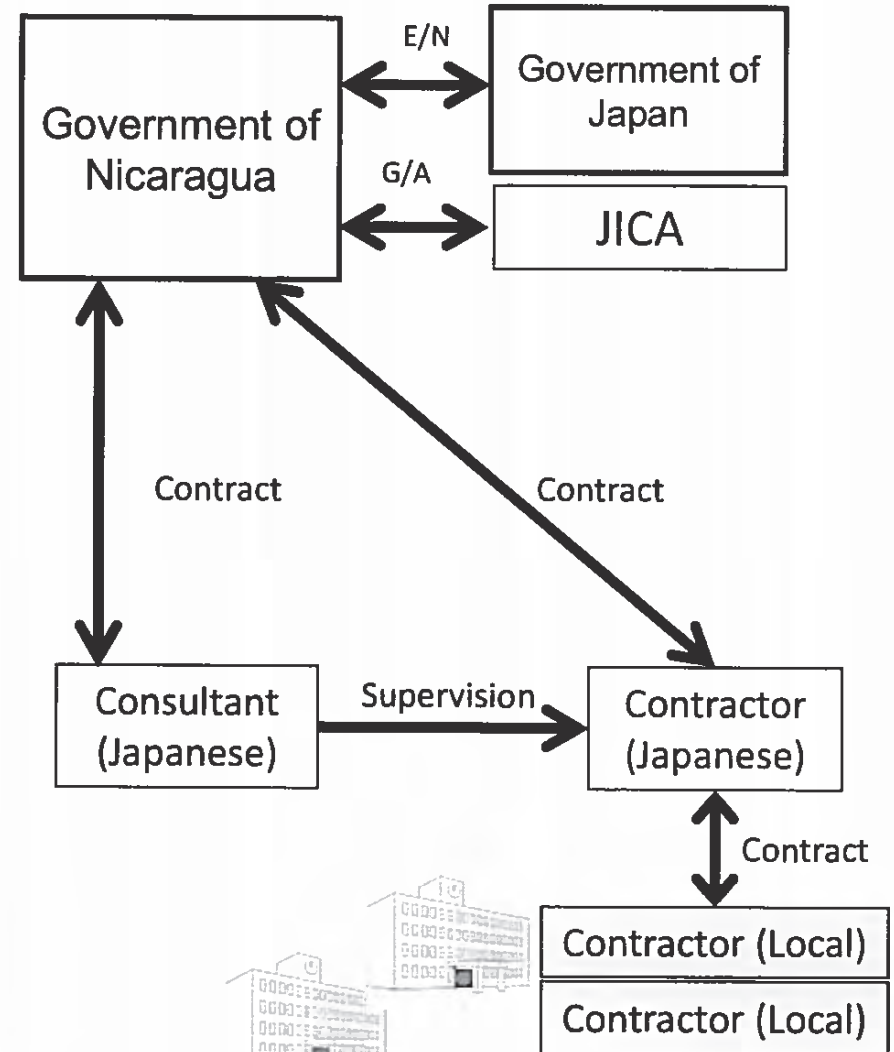 E/N
Government of
Japan
Government of
Nicaragua
G/A
JICA
Contract
Contract
Consultant
(Japanese)
Supervision
Contractor
(Japanese)
Contract
Contractor (Local)
Contractor (Local)